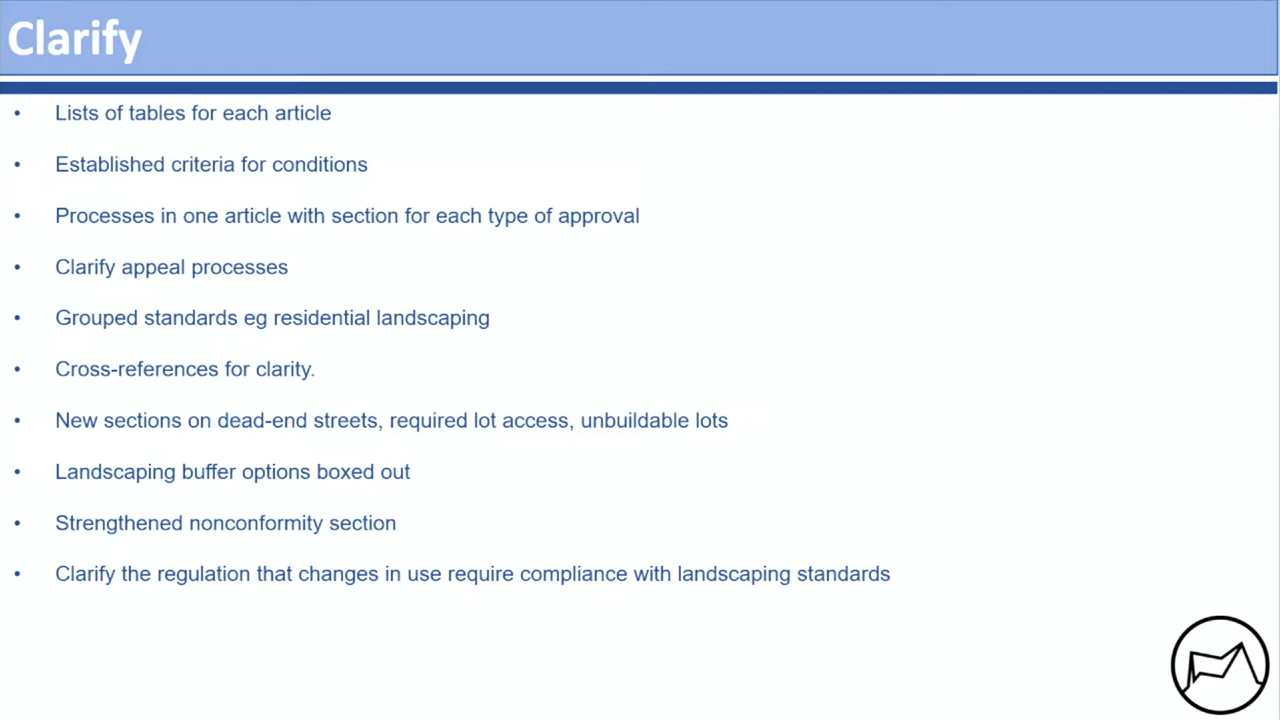 Clarify
• Lists of tables for each article
• Established criteria for conditions
• Processes in one article with section for each type of approval
• Clarify appeal processes
• Grouped standards eg residential landscaping
• Cross-references for clarity.
• New sections on dead-end streets, required lot access, unbuildable lots
• Landscaping buffer options boxed out
• Strengthened nonconformity section
• Clarify the regulation that changes in use require compliance with landscaping standards